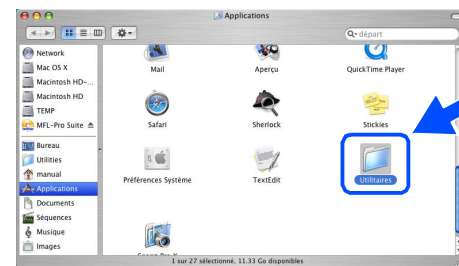 Applications
départ
Network
Mac OS X
Macintosh HD-...
Macintosh HD
TEMP
MFL-Pro Suite
Bureau
Utilities
manual
Applications
Documents
Séquences
Musique
Images
Mail
Aperçu
QuickTime Player
Safari
Sherlock
Stickies
Préférences Système
TextEdit
Utilitaires
1 sur 27 sélectionné, 11.33 Go disponibles